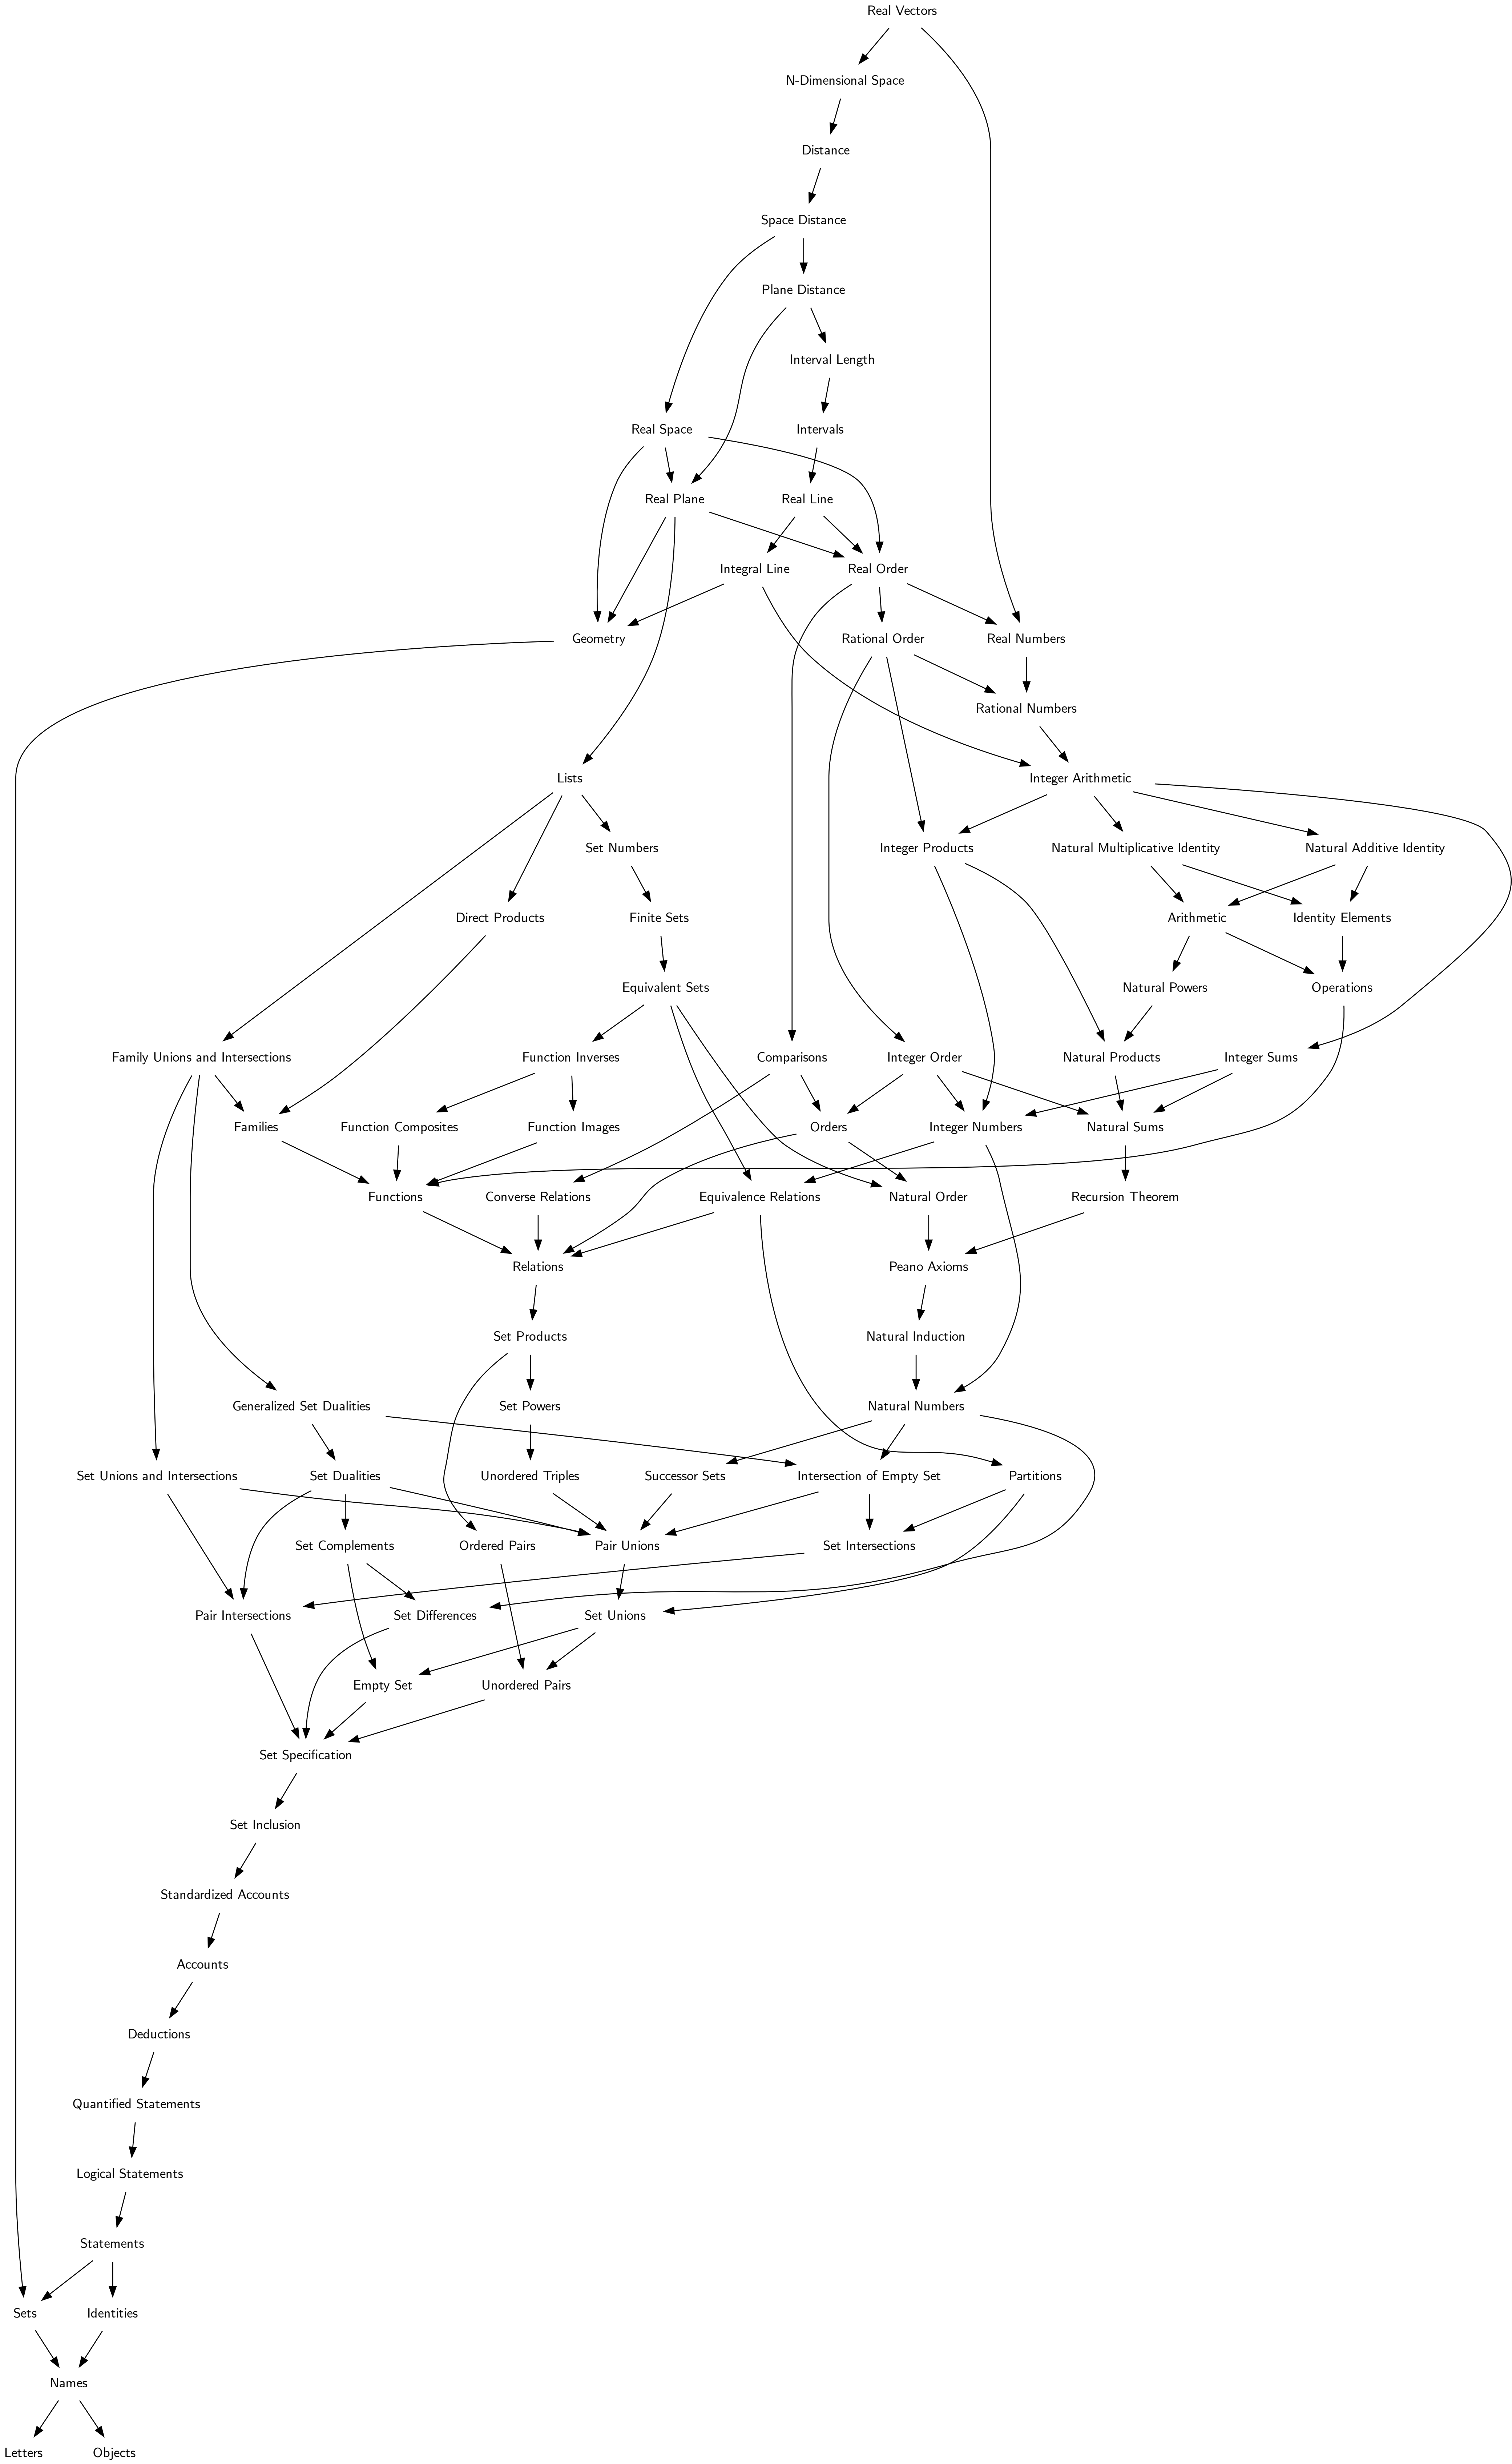 Real Vectors
N-Dimensional Space
Distance
Space Distance
Plane Distance
Interval Length
Real Space
Intervals
Real Plane
Real Line
Integral Line
Real Order
Geometry
Rational Order
Real Numbers
Rational Numbers
Lists
Integer Arithmetic
Set Numbers
Integer Products
Natural Multiplicative Identity
Natural Additive Identity
Direct Products
Finite Sets
Arithmetic
Identity Elements
Equivalent Sets
Natural Powers
Operations
Family Unions and Intersections
Function Inverses
Comparisons
Integer Order
Natural Products
Integer Sums
Families
Function Composites
Function Images
Orders
Integer Numbers
Natural Sums
Functions
Converse Relations
Equivalence Relations
Natural Order
Recursion Theorem
Relations
Peano Axioms
Set Products
Natural Induction
Generalized Set Dualities
Set Powers
Natural Numbers
Set Unions and Intersections
Set Dualities
Unordered Triples
Successor Sets
Intersection of Empty Set
Partitions
Set Complements
Ordered Pairs
Pair Unions
Set Intersections
Pair Intersections
Set Differences
Set Unions
Empty Set
Unordered Pairs
Set Specification
Set Inclusion
Standardized Accounts
Accounts
Deductions
Quantified Statements
Logical Statements
Statements
Sets
Identities
Names
Letters
Objects